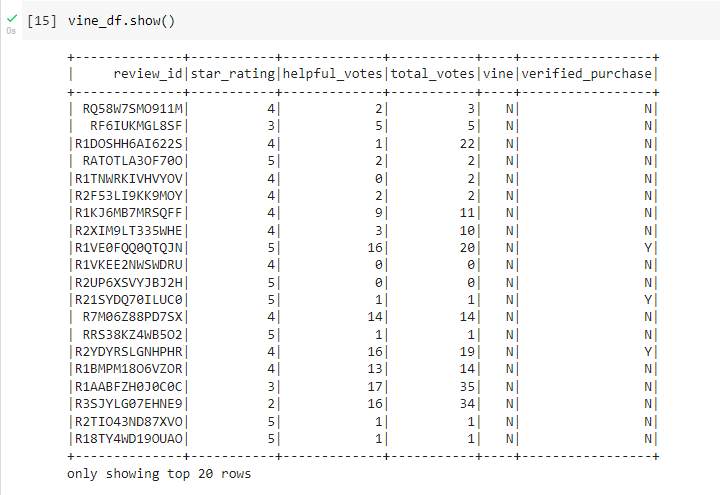 [15] vine_df.show()
0s
+--------------+-----------+-------------+-----------+----+-----------------+
|     review_id|star_rating|helpful_votes|total_votes|vine|verified_purchase|
+--------------+-----------+-------------+-----------+----+-----------------+
|RQ58W7SMO911M|          4|            2|          3|   N|                N|
| RF6IUKMGL8SF|          3|            5|          5|   N|                N|
|R1DOSHH6AI622S|          4|            1|         22|   N|                N|
| RATOTLA3OF70O|          5|            2|          2|   N|                N|
|R1TNWRKIVHVYOV|          4|            0|          2|   N|                N|
|R2F53LI9KK9MOY|          4|            2|          2|   N|                N|
|R1KJ6MB7MRSQFF|          4|            9|         11|   N|                N|
|R2XIM9LT335WHE|          4|            3|         10|   N|                N|
|R1VE0FQQ0QTQJN|          5|           16|         20|   N|                Y|
|R1VKEE2NWSWDRU|          4|            0|          0|   N|                N|
|R2UP6XSVYJBJ2H|          5|            0|          0|   N|                N|
|R21SYDQ70ILUC0|          5|            1|          1|   N|                Y|
| R7M06Z88PD7SX|          4|           14|         14|   N|                N|
| RRS38KZ4WB5O2|          5|            1|          1|   N|                N|
|R2YDYRSLGNHPHR|          4|           16|         19|   N|                Y|
|R1BMPM18O6VZOR|          4|           13|         14|   N|                N|
|R1AABFZH0J0C0C|          3|           17|         35|   N|                N|
|R3SJYLG07EHNE9|          2|           16|         34|   N|                N|
|R2TIO43ND87XVO|          5|            1|          1|   N|                N|
|R18TY4WD19OUAO|          5|            1|          1|   N|                N|
+--------------+-----------+-------------+-----------+----+-----------------+
only showing top 20 rows